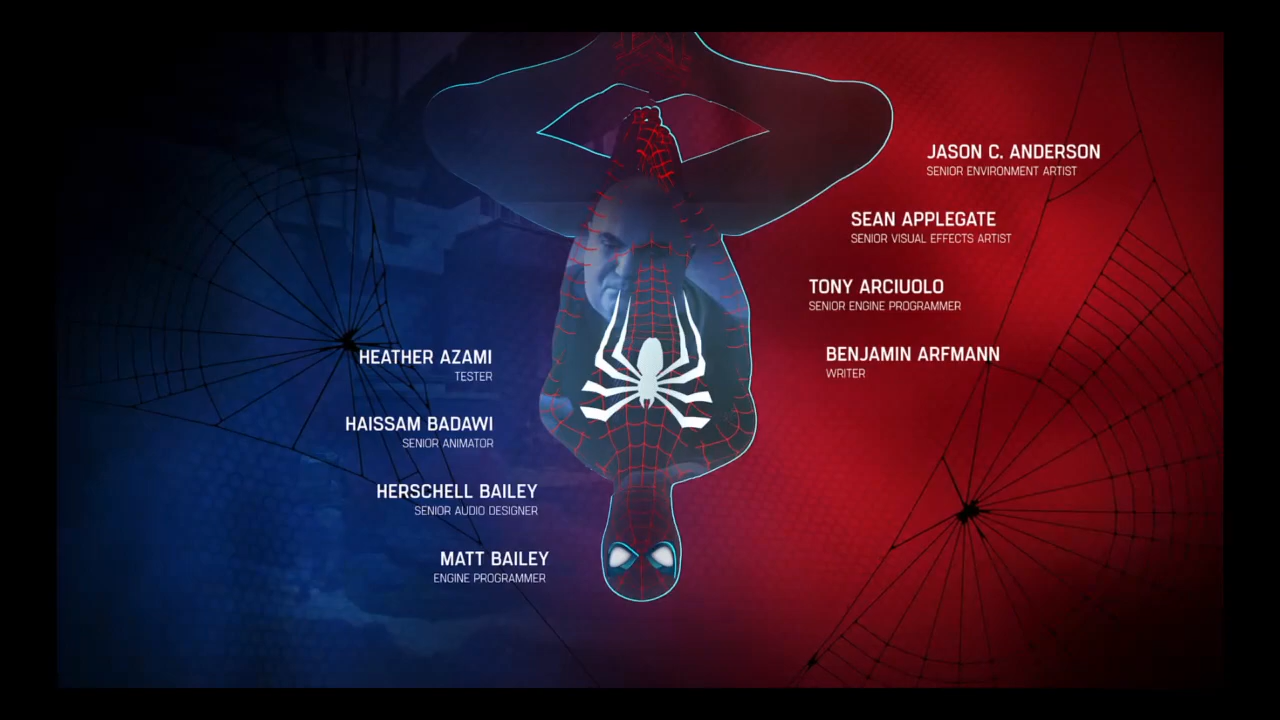 JASON C. ANDERSON
SENIOR ENVIRONMENT ARTIST
SEAN APPLEGATE
SENIOR VISUAL EFFECTS ARTIST
TONY ARCIUOLO
SENIOR ENGINE PROGRAMMER
BENJAMIN ARFMANN
WRITER
HEATHER AZAMI
TESTER
HAISSAM BADAWI
SENIOR ANIMATOR
HERSCHELL BAILEY
SENIOR AUDIO DESIGNER
MATT BAILEY
ENGINE PROGRAMMER